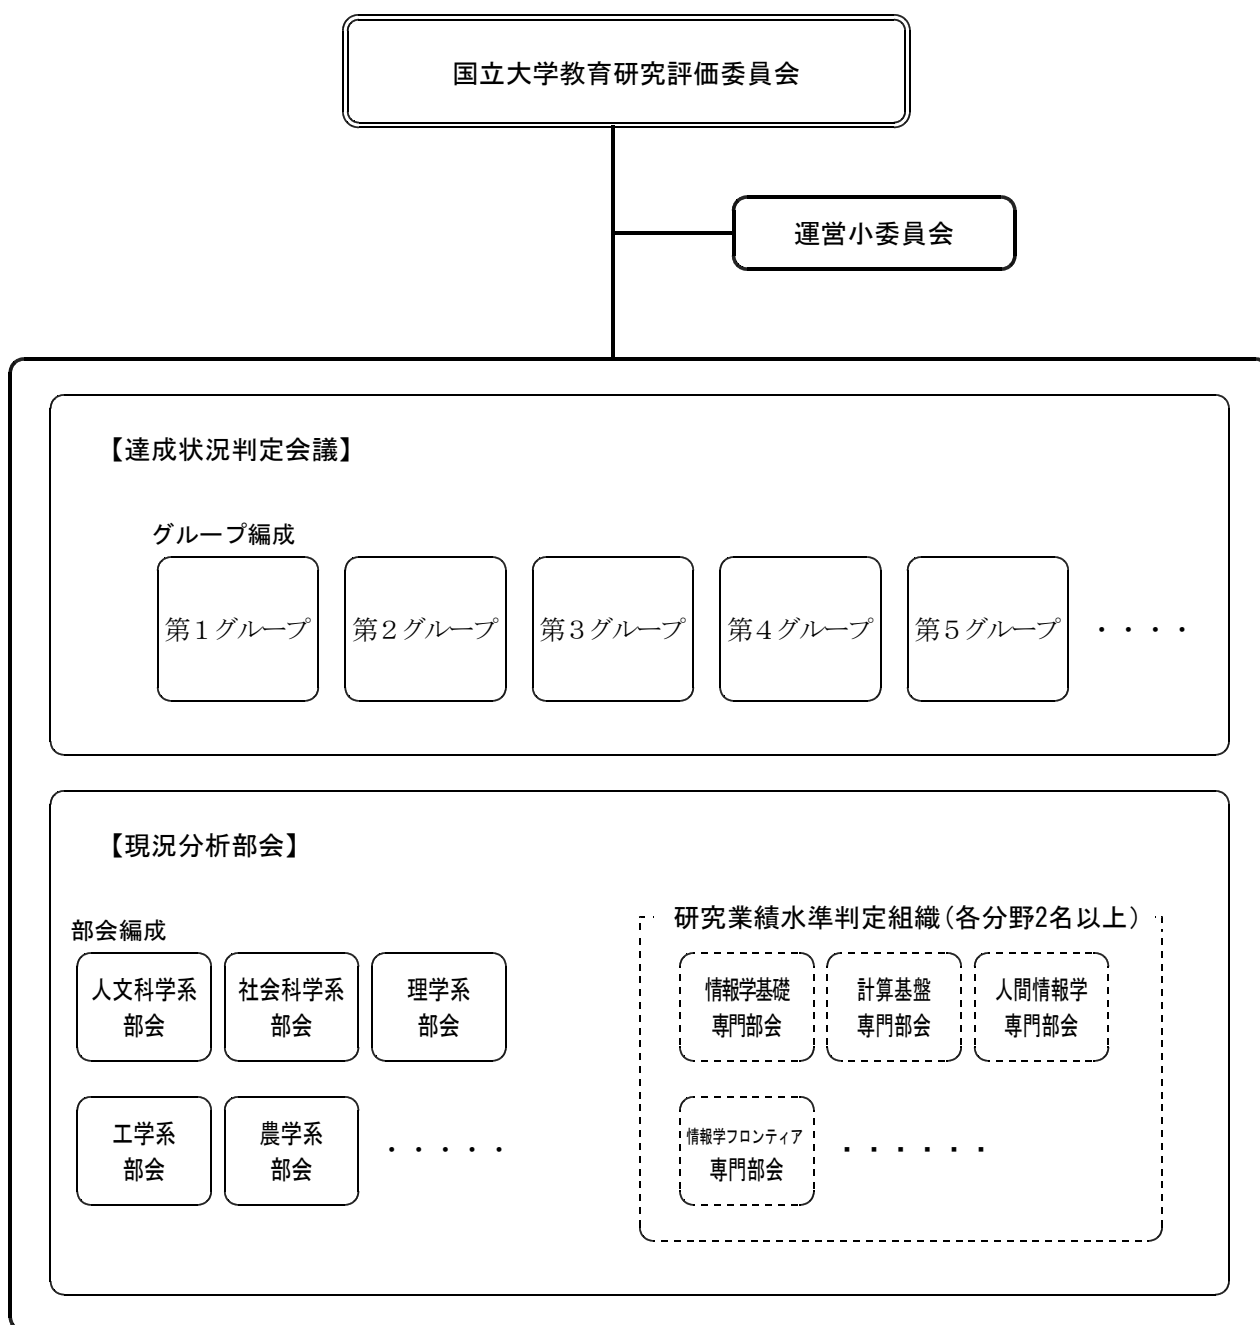 国立大学教育研究評価委員会
運営小委員会
【達成状況判定会議】
グループ編成
第１グループ
第２グループ
第３グループ
第４グループ
第５グループ
・・・・
【現況分析部会】
部会編成
人文科学系
部会
社会科学系
部会
理学系
部会
工学系
部会
農学系
部会
・・・・・
研究業績水準判定組織(各分野2名以上)
情報学基礎
専門部会
計算基盤
専門部会
人間情報学
専門部会
情報学フロンティア
専門部会
・・・・・・